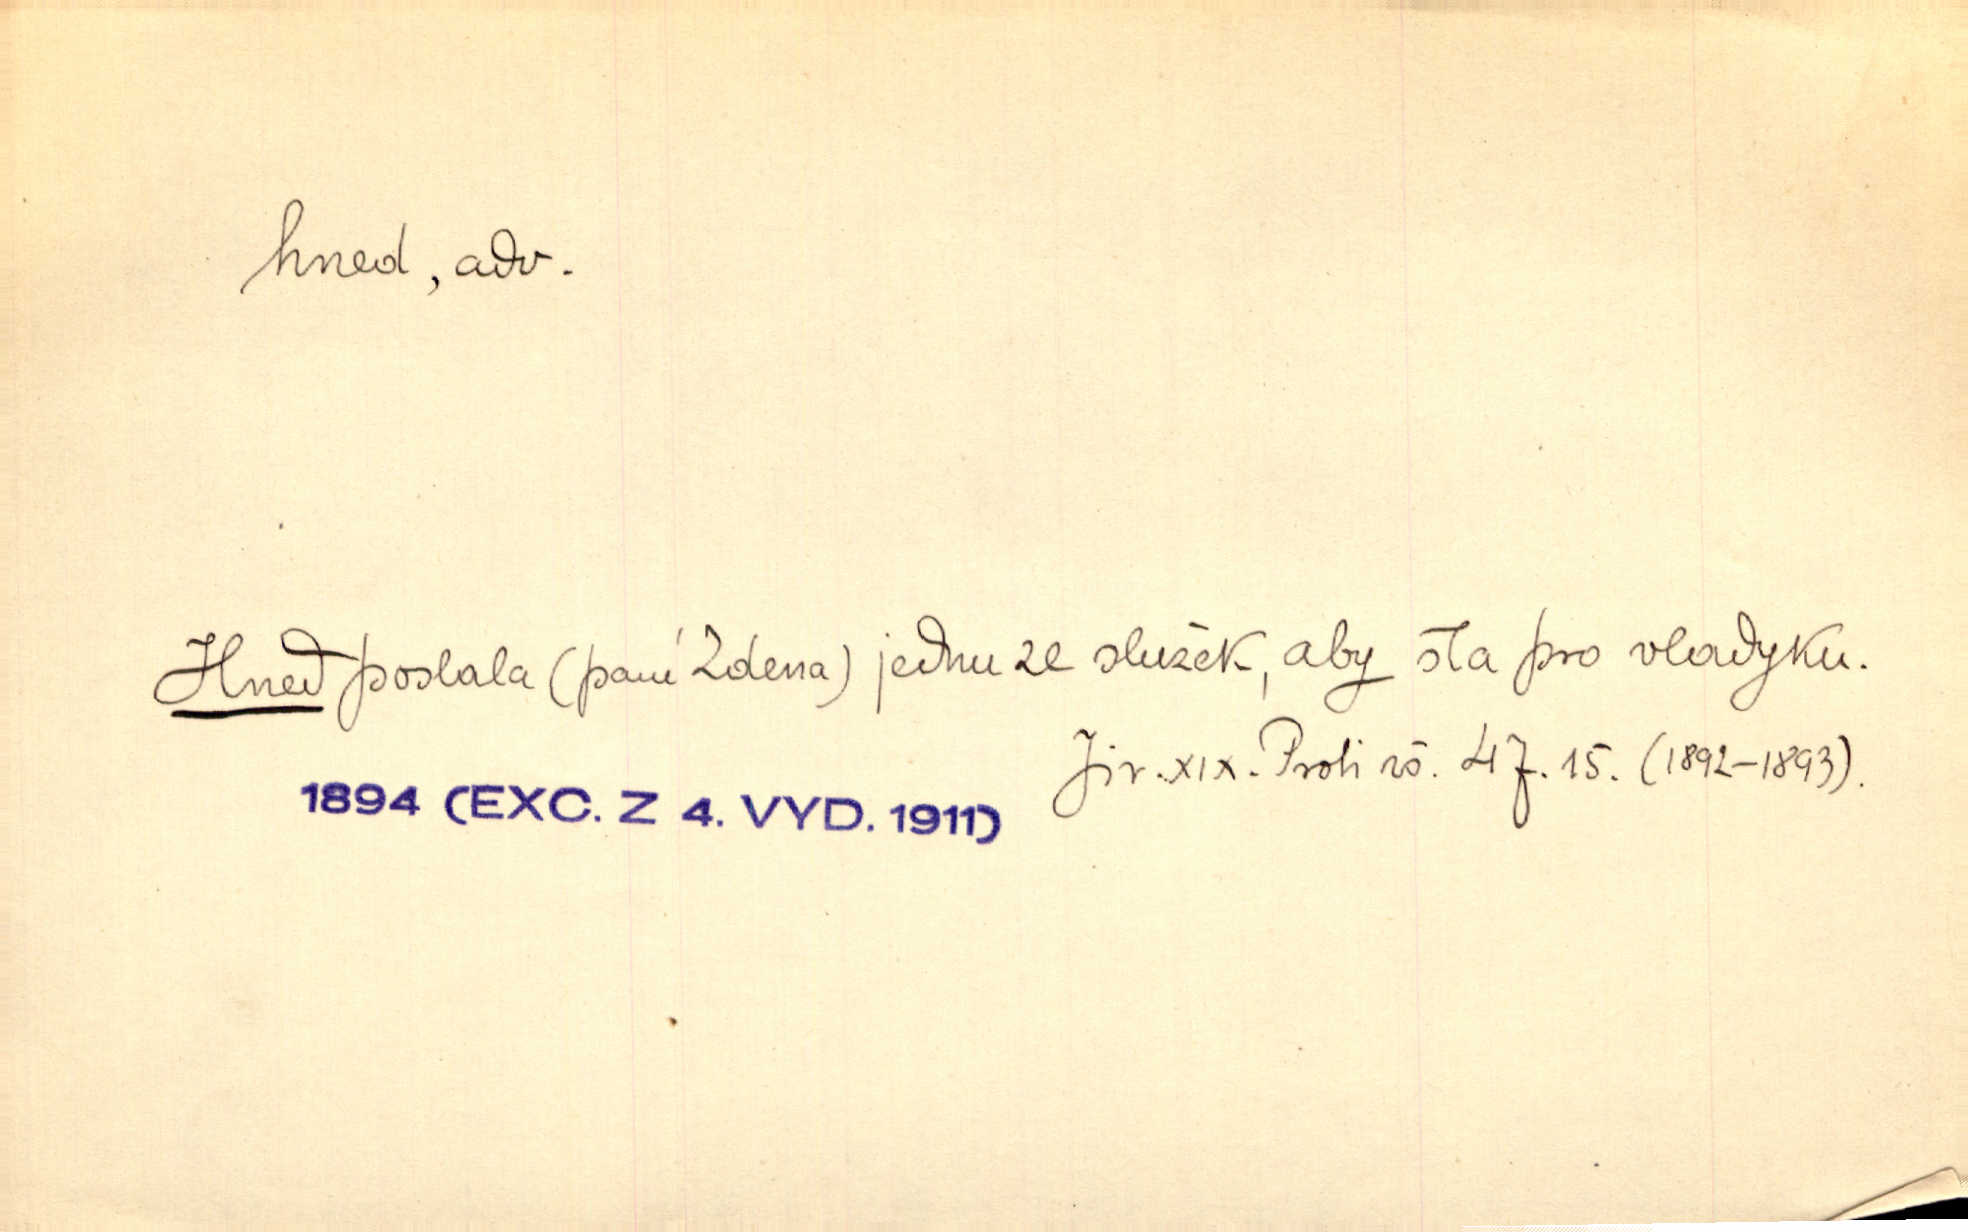 hned, adv.
Hned poslala (paní Zdena) jednu ze služek, aby šla pro vladyku.
Jir. XIX. Proti vš. 47. 15. (1892–1893).
1894 (EXC. Z 4. VYD. 1911)